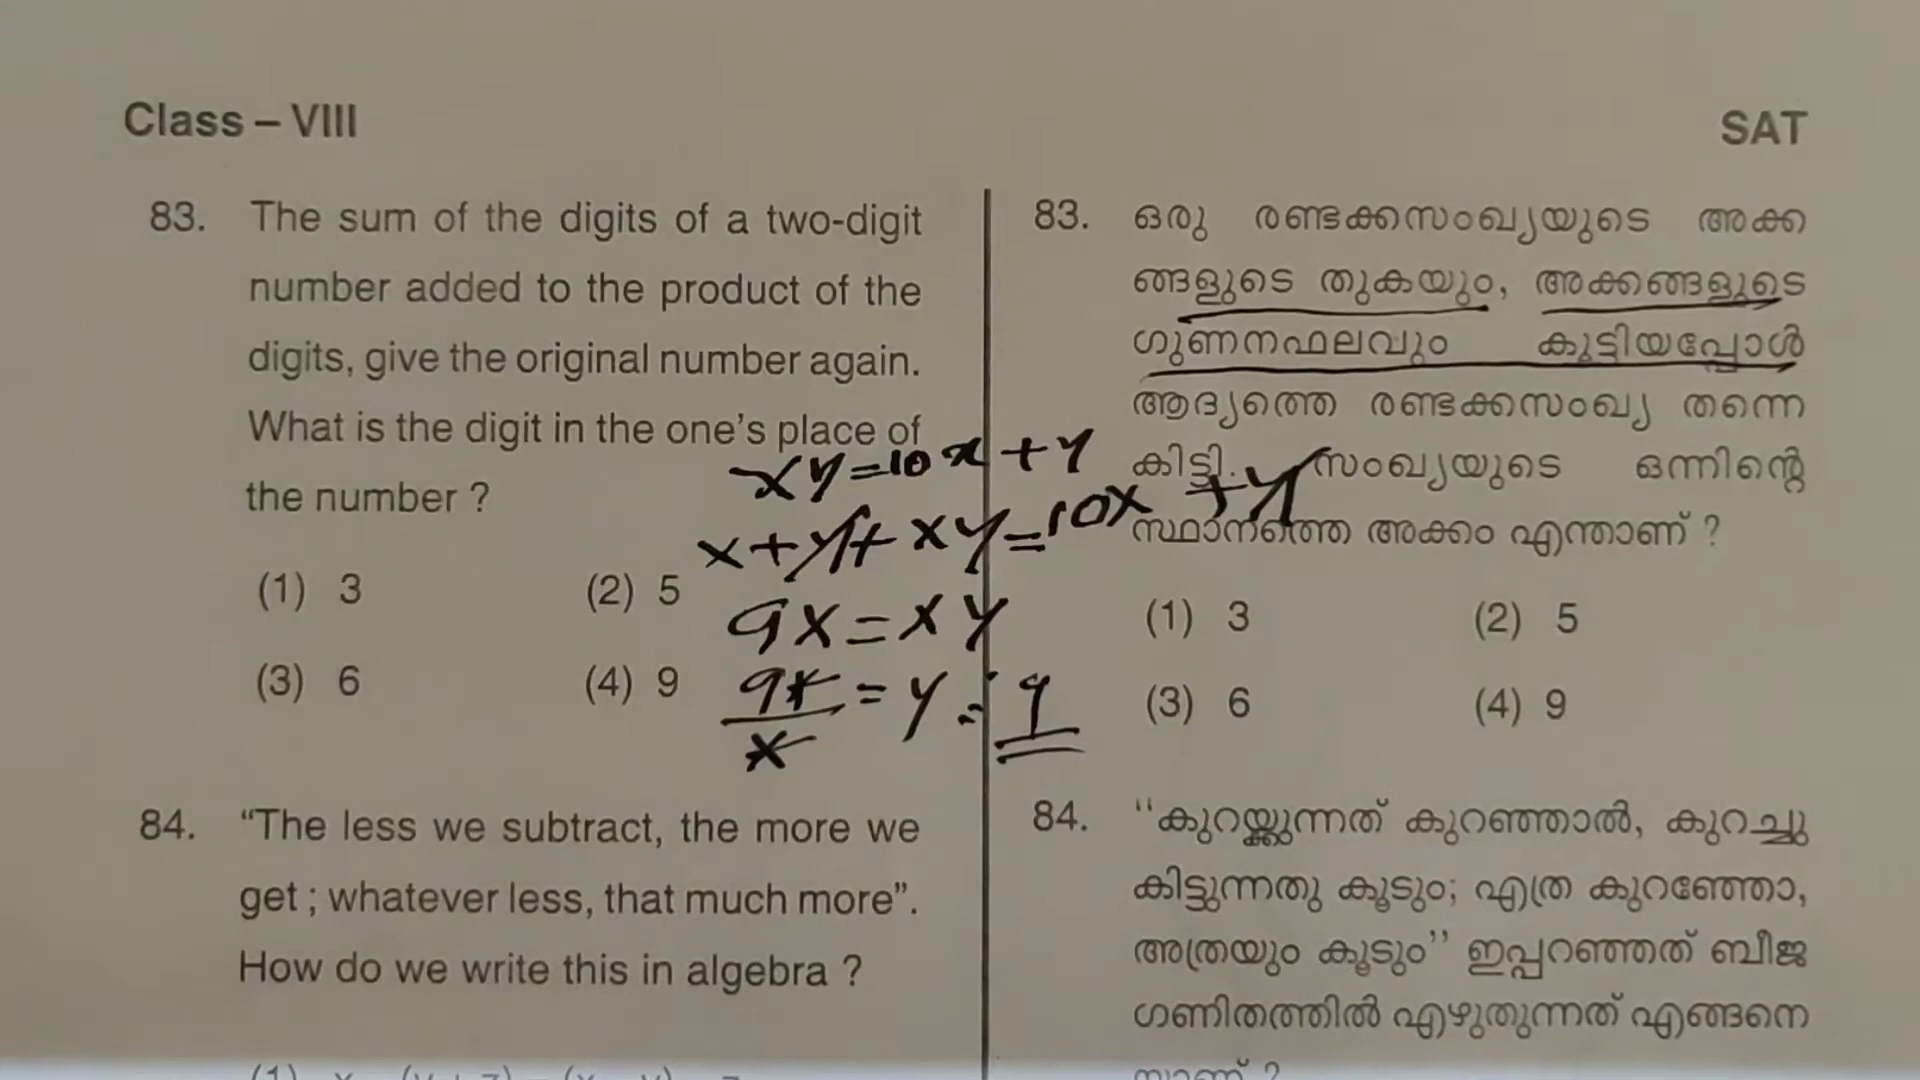 Class – VIII
SAT
83. The sum of the digits of a two-digit
number added to the product of the
digits, give the original number again.
What is the digit in the one's place of
the number ?
(1) 3 (2) 5
(3) 6 (4) 9
xy=10x+y
x+y+xy=10x+y
9x=xy
9x/x=y=9
84. “The less we subtract, the more we
get ; whatever less, that much more”.
How do we write this in algebra ?
83. ഒരു രണ്ടക്കസംഖ്യയുടെ അക്ക
ങ്ങളുടെ തുകയും, അക്കങ്ങളുടെ
ഗുണനഫലവും കൂട്ടിയപ്പോൾ
ആദ്യത്തെ രണ്ടക്കസംഖ്യ തന്നെ
കിട്ടി. സംഖ്യയുടെ ഒന്നിന്റെ
സ്ഥാനത്തെ അക്കം എന്താണ് ?
(1) 3 (2) 5
(3) 6 (4) 9
84. “കുറയ്ക്കുന്നത് കുറഞ്ഞാൽ, കുറച്ചു
കിട്ടുന്നതു കൂടും; എത്ര കുറഞ്ഞോ,
അത്രയും കൂടും” ഇപ്പറഞ്ഞത് ബീജ
ഗണിതത്തിൽ എഴുതുന്നത് എങ്ങനെ